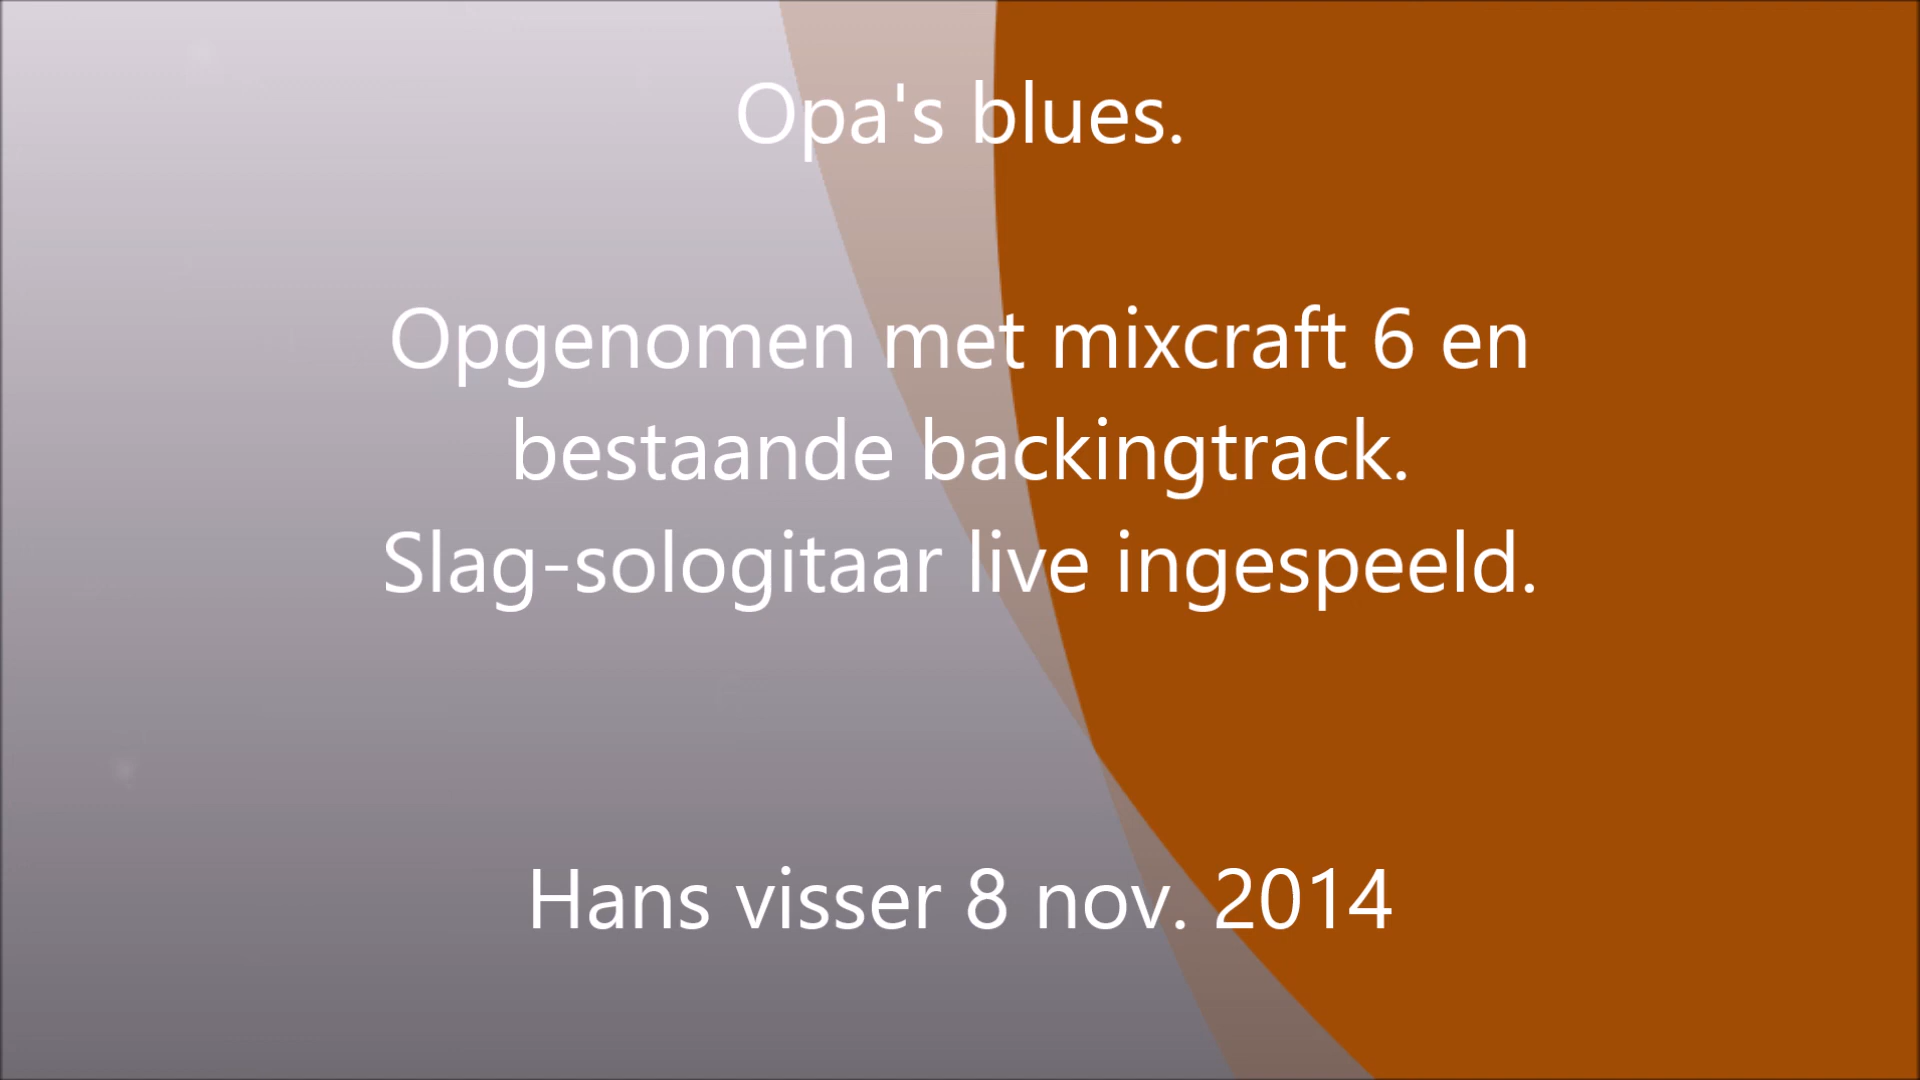 Opa's blues.
Opgenomen met mixcraft 6 en
bestaande backingtrack.
Slag-sologitaar live ingespeeld.
Hans visser 8 nov. 2014